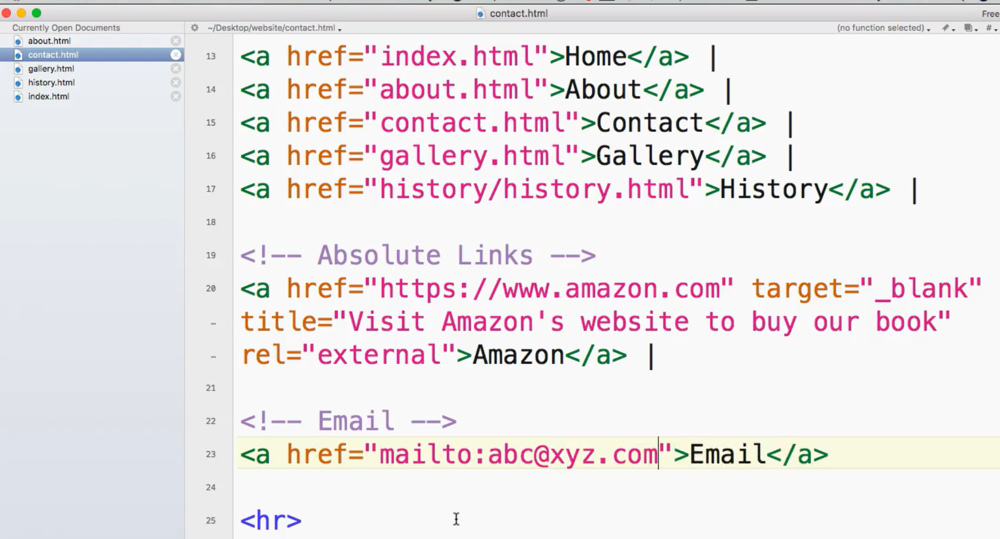 contact.html
Free
Currently Open Documents
~/Desktop/website/contact.html
(no function selected)
#
about.html
contact.html
gallery.html
history.html
index.html
13 <a href="index.html">Home</a> |
14 <a href="about.html">About</a> |
15 <a href="contact.html">Contact</a> |
16 <a href="gallery.html">Gallery</a> |
17 <a href="history/history.html">History</a> |
18
19 <!-- Absolute Links -->
20 <a href="https://www.amazon.com" target="_blank"
… title="Visit Amazon's website to buy our book"
… rel="external">Amazon</a> |
21
22 <!-- Email -->
23 <a href="mailto:abc@xyz.com">Email</a>
24
25 <hr>